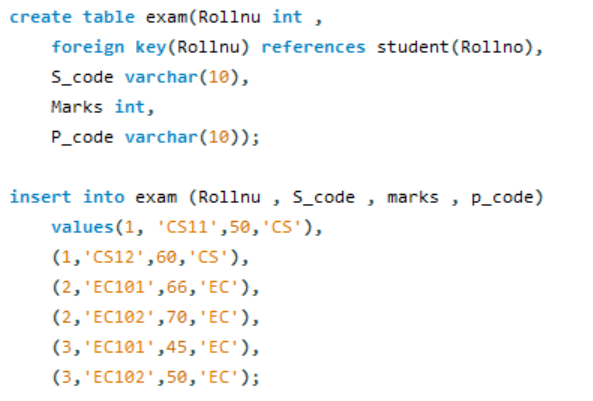 create table exam(Rollnu int ,
foreign key(Rollnu) references student(Rollno),
S_code varchar(10),
Marks int,
P_code varchar(10));
insert into exam (Rollnu , S_code , marks , p_code)
values(1, 'CS11',50,'CS'),
(1,'CS12',60,'CS'),
(2,'EC101',66,'EC'),
(2,'EC102',70,'EC'),
(3,'EC101',45,'EC'),
(3,'EC102',50,'EC');